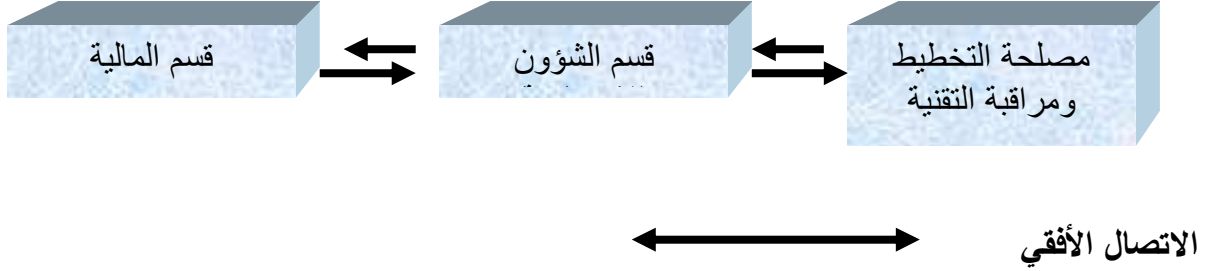 مصلحة التخطيط
ومراقبة التقنية
قسم الشؤون
قسم المالية
الاتصال الأفقي